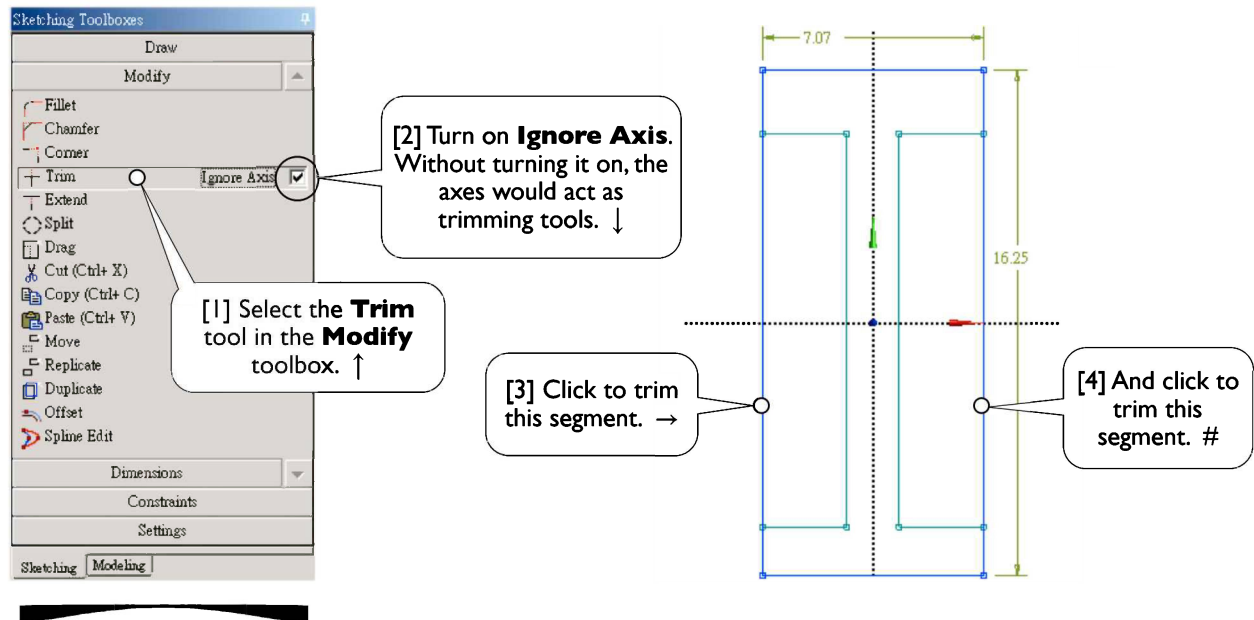 Sketching Toolboxes
Draw
Modify
Fillet
Chamfer
Corner
Trim Ignore Axis
Extend
Split
Drag
Cut (Ctrl+ X)
Copy (Ctrl+ C)
Paste (Ctrl+ V)
Move
Replicate
Duplicate
Offset
Spline Edit
Dimensions
Constraints
Settings
Sketching Modeling
[1] Select the Trim
tool in the Modify
toolbox. ↑
[2] Turn on Ignore Axis.
Without turning it on, the
axes would act as
trimming tools. ↓
7.07
16.25
[3] Click to trim
this segment. →
[4] And click to
trim this
segment. #